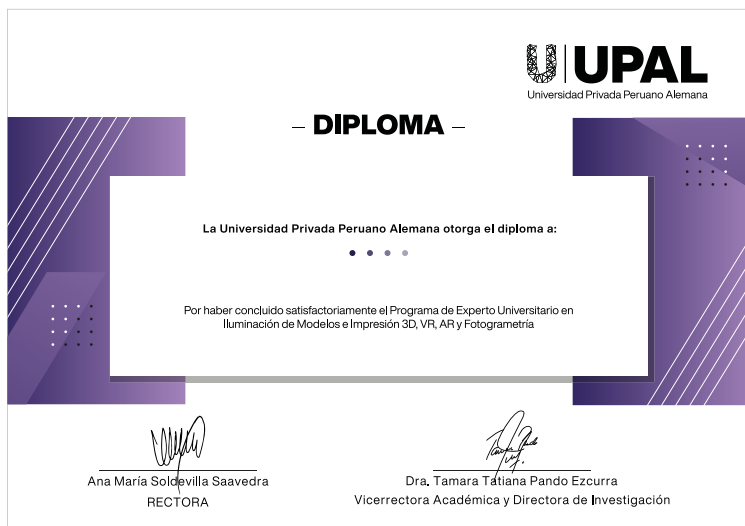 UPAL
Universidad Privada Peruano Alemana
– DIPLOMA –
La Universidad Privada Peruano Alemana otorga el diploma a:
Por haber concluido satisfactoriamente el Programa de Experto Universitario en
Iluminación de Modelos e Impresión 3D, VR, AR y Fotogrametría
Ana María Soldevilla Saavedra
RECTORA
Dra. Tamara Tatiana Pando Ezcurra
Vicerrectora Académica y Directora de Investigación